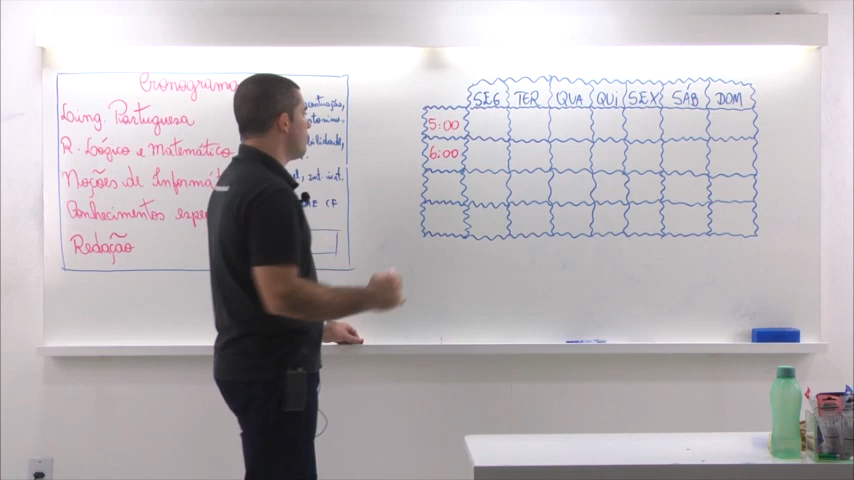 Cronograma
Ling. Portuguesa
R. Lógico e Matemático
Noções de Informát
Conhecimentos espe
Redação
CF
SEG TER QUA QUI SEX SÁB DOM
5:00
6:00